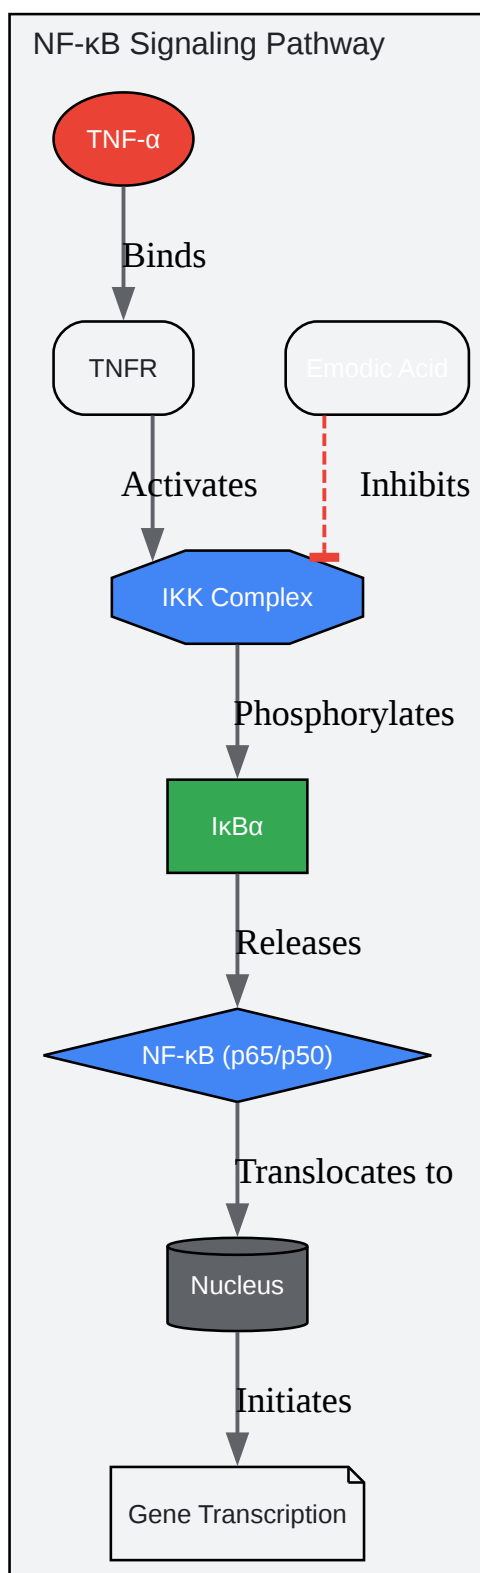 NF-κB Signaling Pathway
TNF-α
Binds
TNFR
Emodic Acid
Activates
Inhibits
IKK Complex
Phosphorylates
IκBα
Releases
NF-κB (p65/p50)
Translocates to
Nucleus
Initiates
Gene Transcription